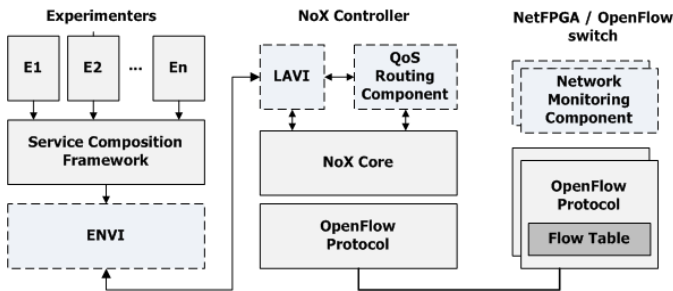 Experimenters
E1
E2
...
En
Service Composition
Framework
ENVI
NoX Controller
LAVI
QoS
Routing
Component
NoX Core
OpenFlow
Protocol
NetFPGA / OpenFlow
switch
Network
Monitoring
Component
OpenFlow
Protocol
Flow Table